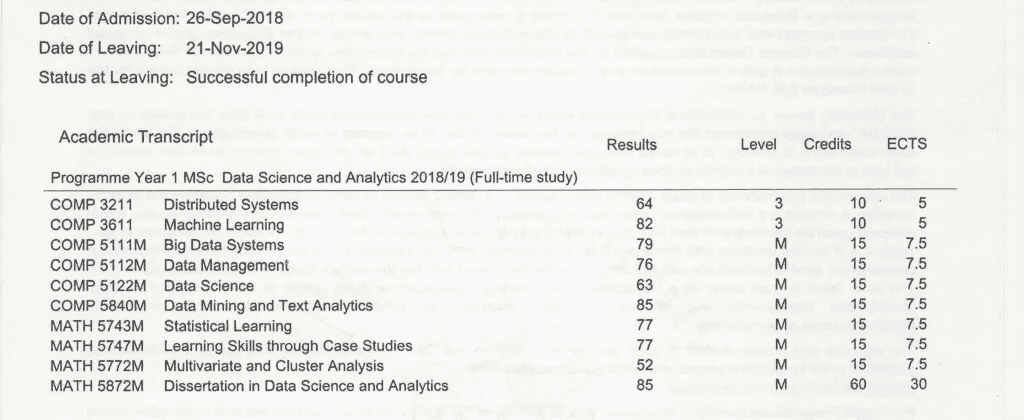 Date of Admission: 26-Sep-2018
Date of Leaving: 21-Nov-2019
Status at Leaving: Successful completion of course
Academic Transcript Results Level Credits ECTS
Programme Year 1 MSc Data Science and Analytics 2018/19 (Full-time study)
COMP 3211 Distributed Systems 64 3 10 5
COMP 3611 Machine Learning 82 3 10 5
COMP 5111M Big Data Systems 79 M 15 7.5
COMP 5112M Data Management 76 M 15 7.5
COMP 5122M Data Science 63 M 15 7.5
COMP 5840M Data Mining and Text Analytics 85 M 15 7.5
MATH 5743M Statistical Learning 77 M 15 7.5
MATH 5747M Learning Skills through Case Studies 77 M 15 7.5
MATH 5772M Multivariate and Cluster Analysis 52 M 15 7.5
MATH 5872M Dissertation in Data Science and Analytics 85 M 60 30